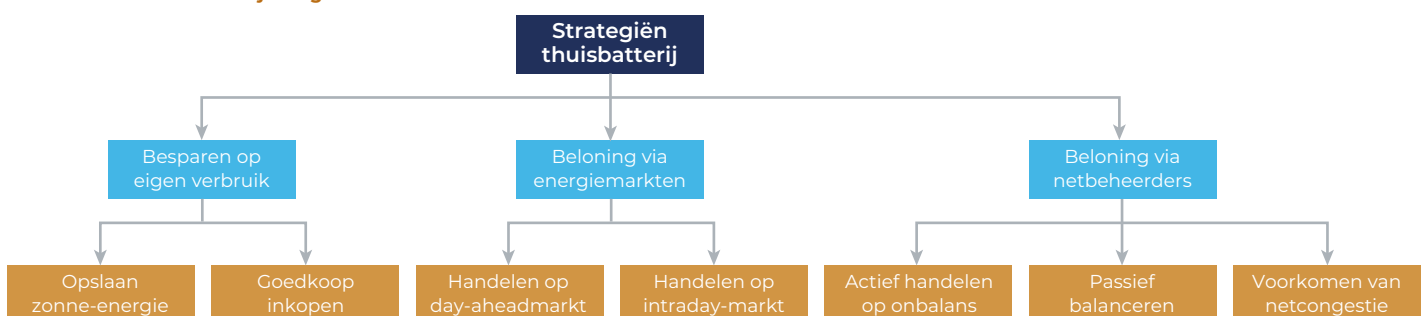 Strategiën
thuisbatterij
Besparen op
eigen verbruik
Beloning via
energiemarkten
Beloning via
netbeheerders
Opslaan
zonne-energie
Goedkoop
inkopen
Handelen op
day-aheadmarkt
Handelen op
intraday-markt
Actief handelen
op onbalans
Passief
balanceren
Voorkomen van
netcongestie